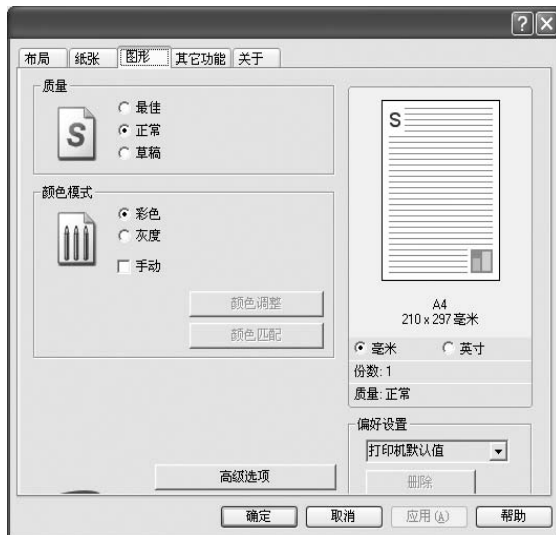 布局 纸张 图形 其它功能 关于
质量
最佳
正常
草稿
颜色模式
彩色
灰度
手动
颜色调整
颜色匹配
高级选项
S
S
A4
210 x 297 毫米
毫米 英寸
份数: 1
质量: 正常
偏好设置
打印机默认值
删除
确定 取消 应用(A) 帮助